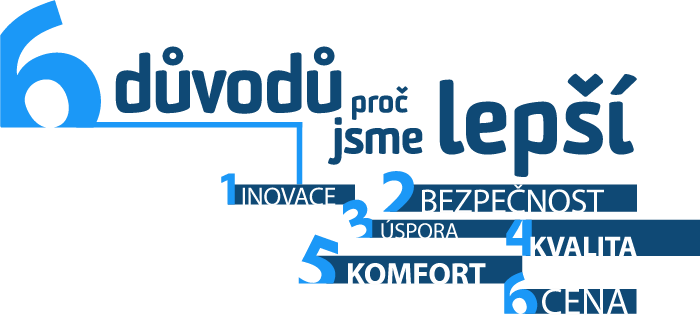 6 důvodů proč jsme lepší
1 INOVACE
2 BEZPEČNOST
3 ÚSPORA
4 KVALITA
5 KOMFORT
6 CENA